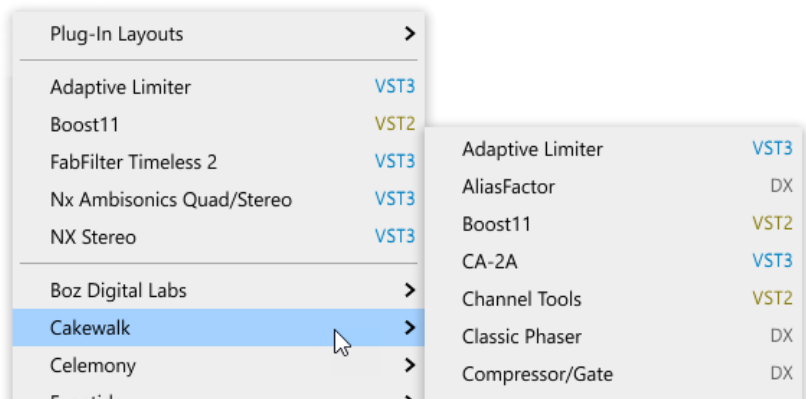 Plug-In Layouts
Adaptive Limiter VST3
Boost11 VST2
FabFilter Timeless 2 VST3
Nx Ambisonics Quad/Stereo VST3
NX Stereo VST3
Boz Digital Labs
Cakewalk
Celemony
Adaptive Limiter VST3
AliasFactor DX
Boost11 VST2
CA-2A VST3
Channel Tools VST2
Classic Phaser DX
Compressor/Gate DX